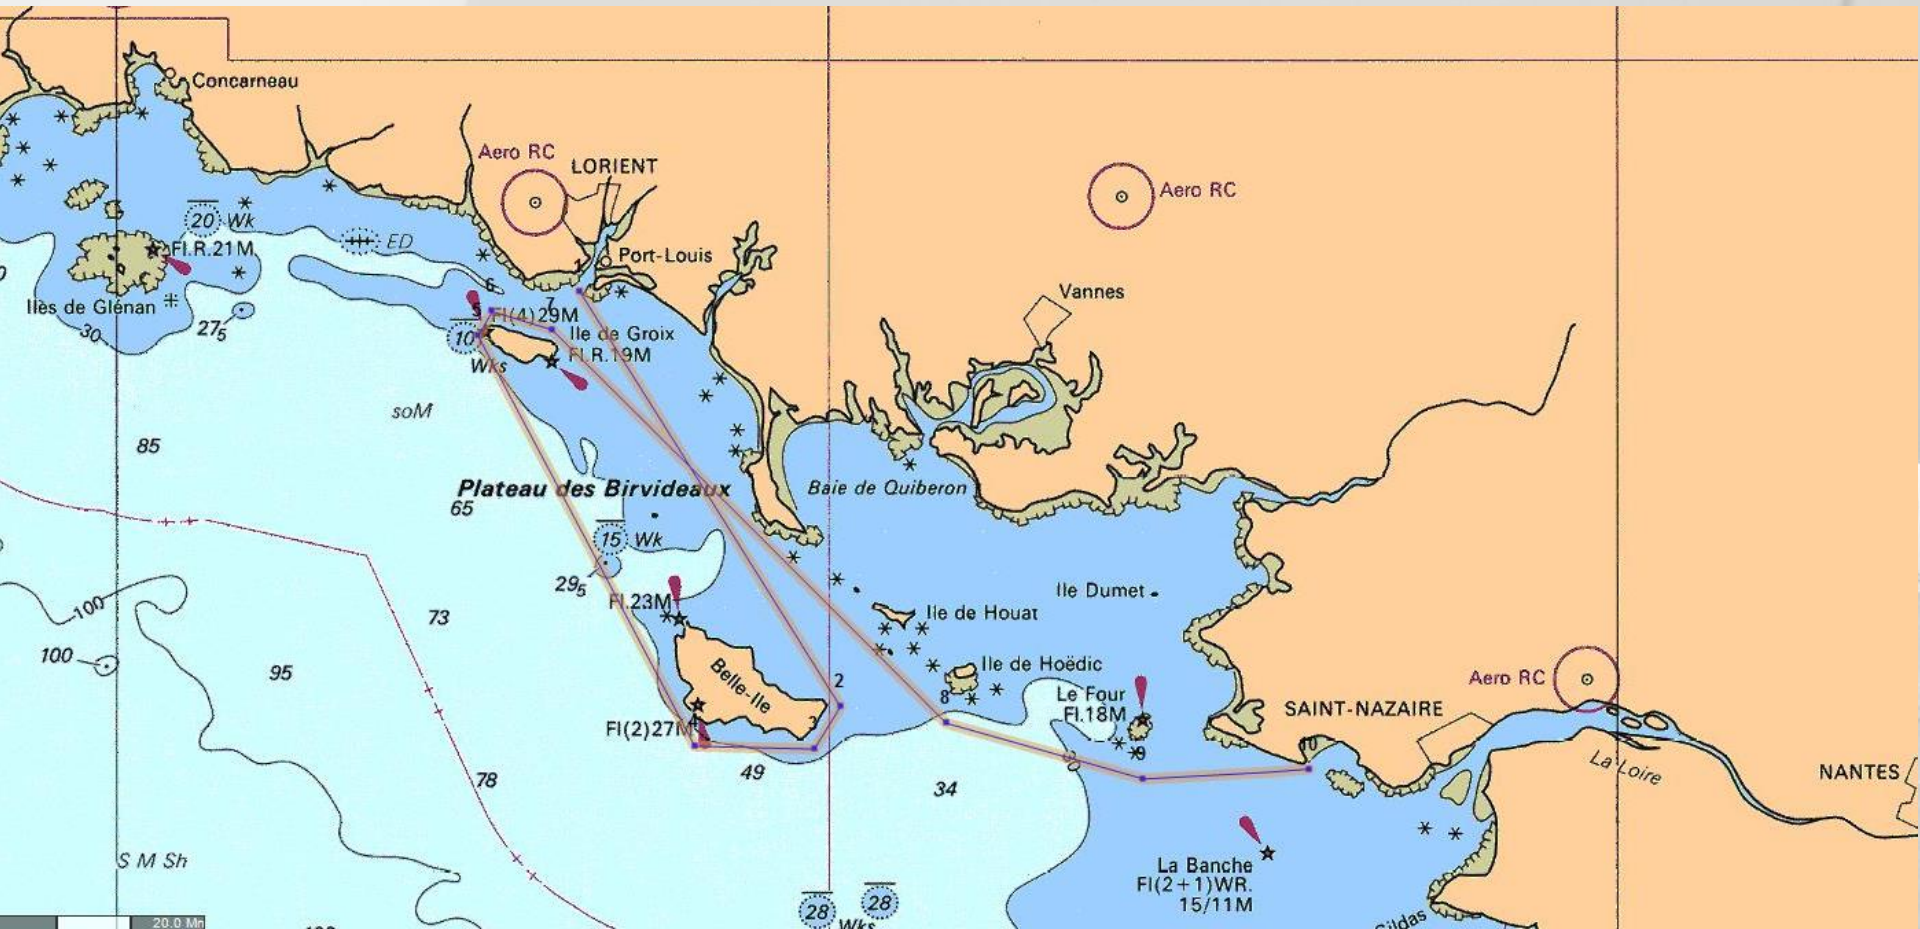 Concarneau
Aero RC
LORIENT
Aero RC
20 Wk
ED
Fl.R.21M
Port-Louis
1
Iles de Glénan
30
27₅
6
5
Fl(4)29M
7
Ile de Groix
Fl.R.19M
10
Wks
Vannes
soM
85
Plateau des Birvideaux
65
Baie de Quiberon
15 Wk
29₅
Fl.23M
Ile Dumet
Ile de Houat
100
73
100
95
Belle-Ile
2
3
Ile de Hoëdic
8
Le Four
Fl.18M
Aero RC
SAINT-NAZAIRE
Fl(2)27M
4
9
10
49
78
34
La Loire
NANTES
S M Sh
La Banche
Fl(2+1)WR.
15/11M
28
28
Wks
Gildas
20.0 Mn